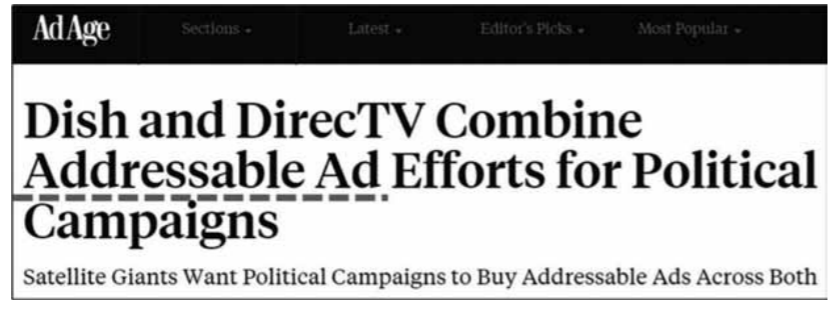 Ad Age Sections Latest Editor's Picks Most Popular
Dish and DirecTV Combine
Addressable Ad Efforts for Political
Campaigns
Satellite Giants Want Political Campaigns to Buy Addressable Ads Across Both